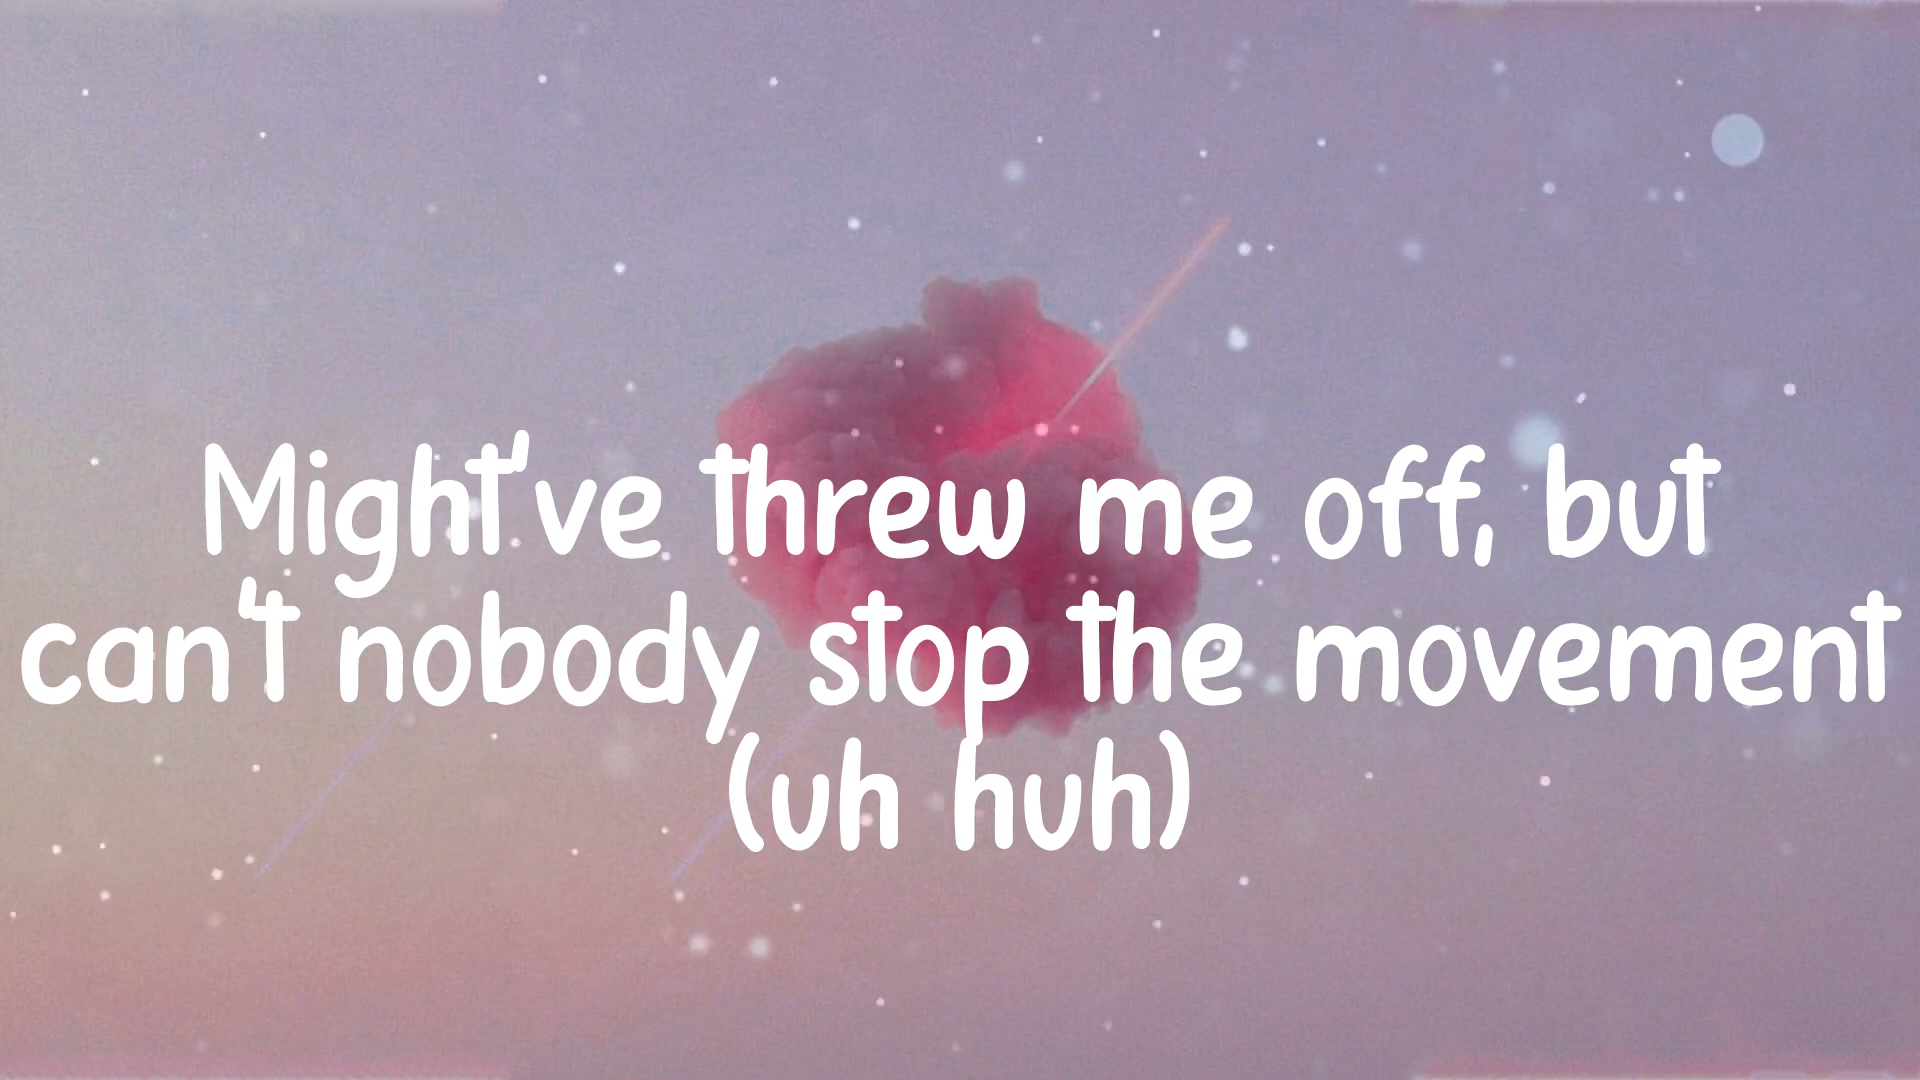 Might've threw me off, but
can't nobody stop the movement
(uh huh)